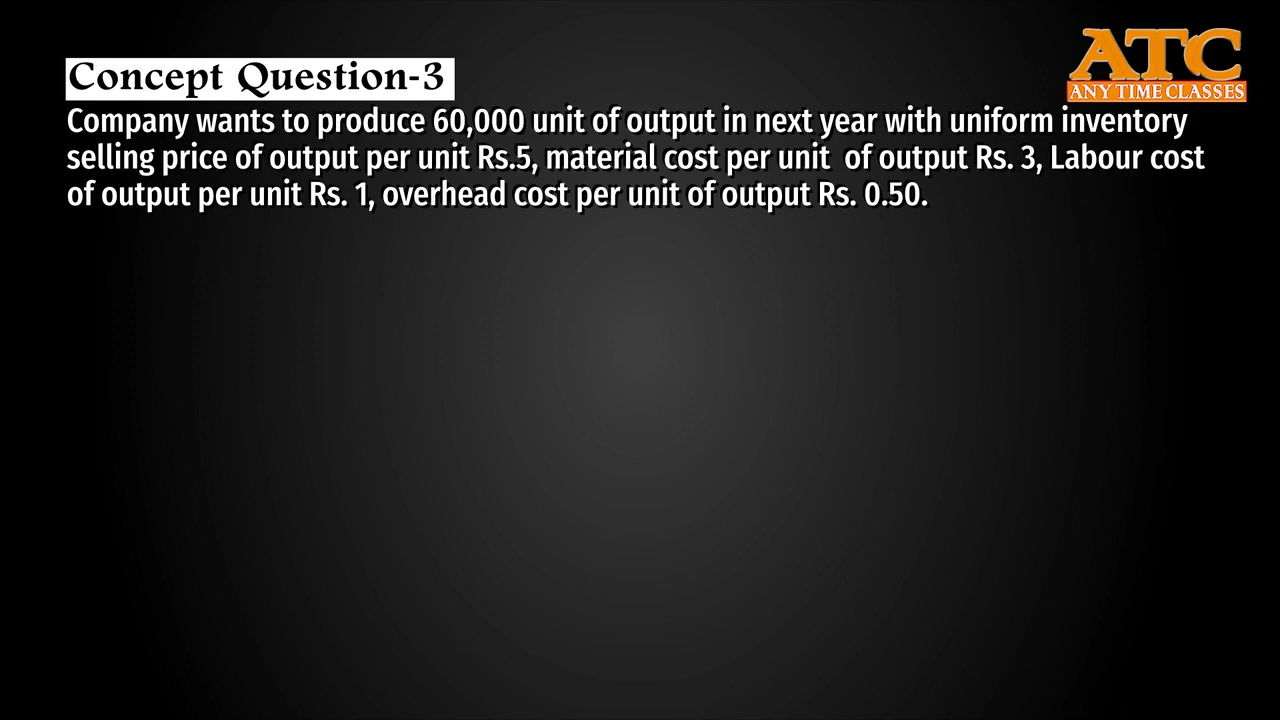 ATC
ANY TIME CLASSES
Concept Question-3
Company wants to produce 60,000 unit of output in next year with uniform inventory
selling price of output per unit Rs.5, material cost per unit  of output Rs. 3, Labour cost
of output per unit Rs. 1, overhead cost per unit of output Rs. 0.50.